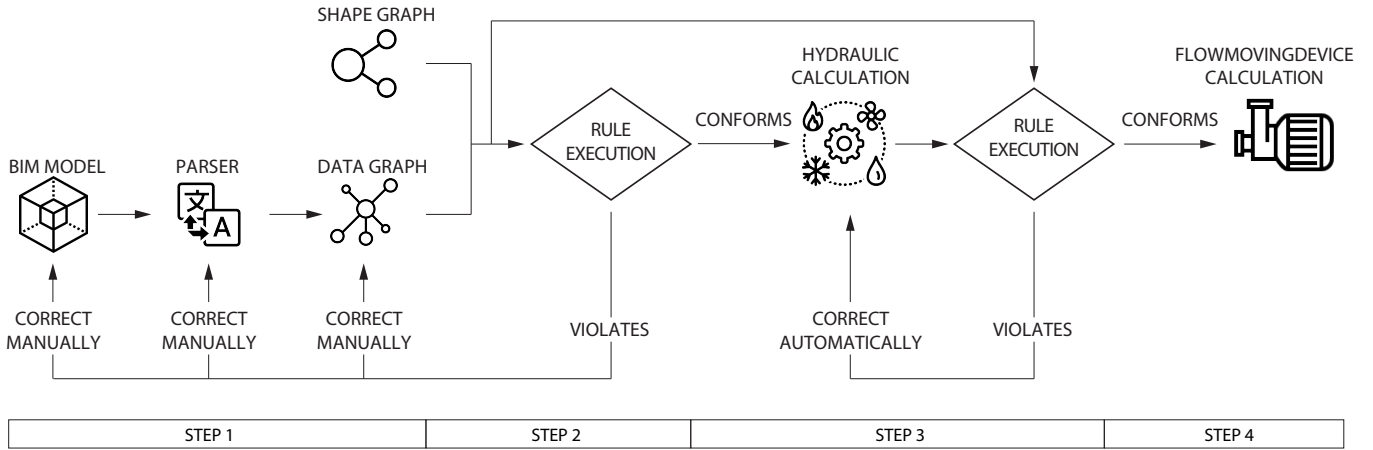 SHAPE GRAPH
HYDRAULIC
CALCULATION
FLOWMOVINGDEVICE
CALCULATION
RULE
EXECUTION
CONFORMS
RULE
EXECUTION
CONFORMS
BIM MODEL
PARSER
DATA GRAPH
文
A
CORRECT
MANUALLY
CORRECT
MANUALLY
CORRECT
MANUALLY
VIOLATES
CORRECT
AUTOMATICALLY
VIOLATES
STEP 1
STEP 2
STEP 3
STEP 4